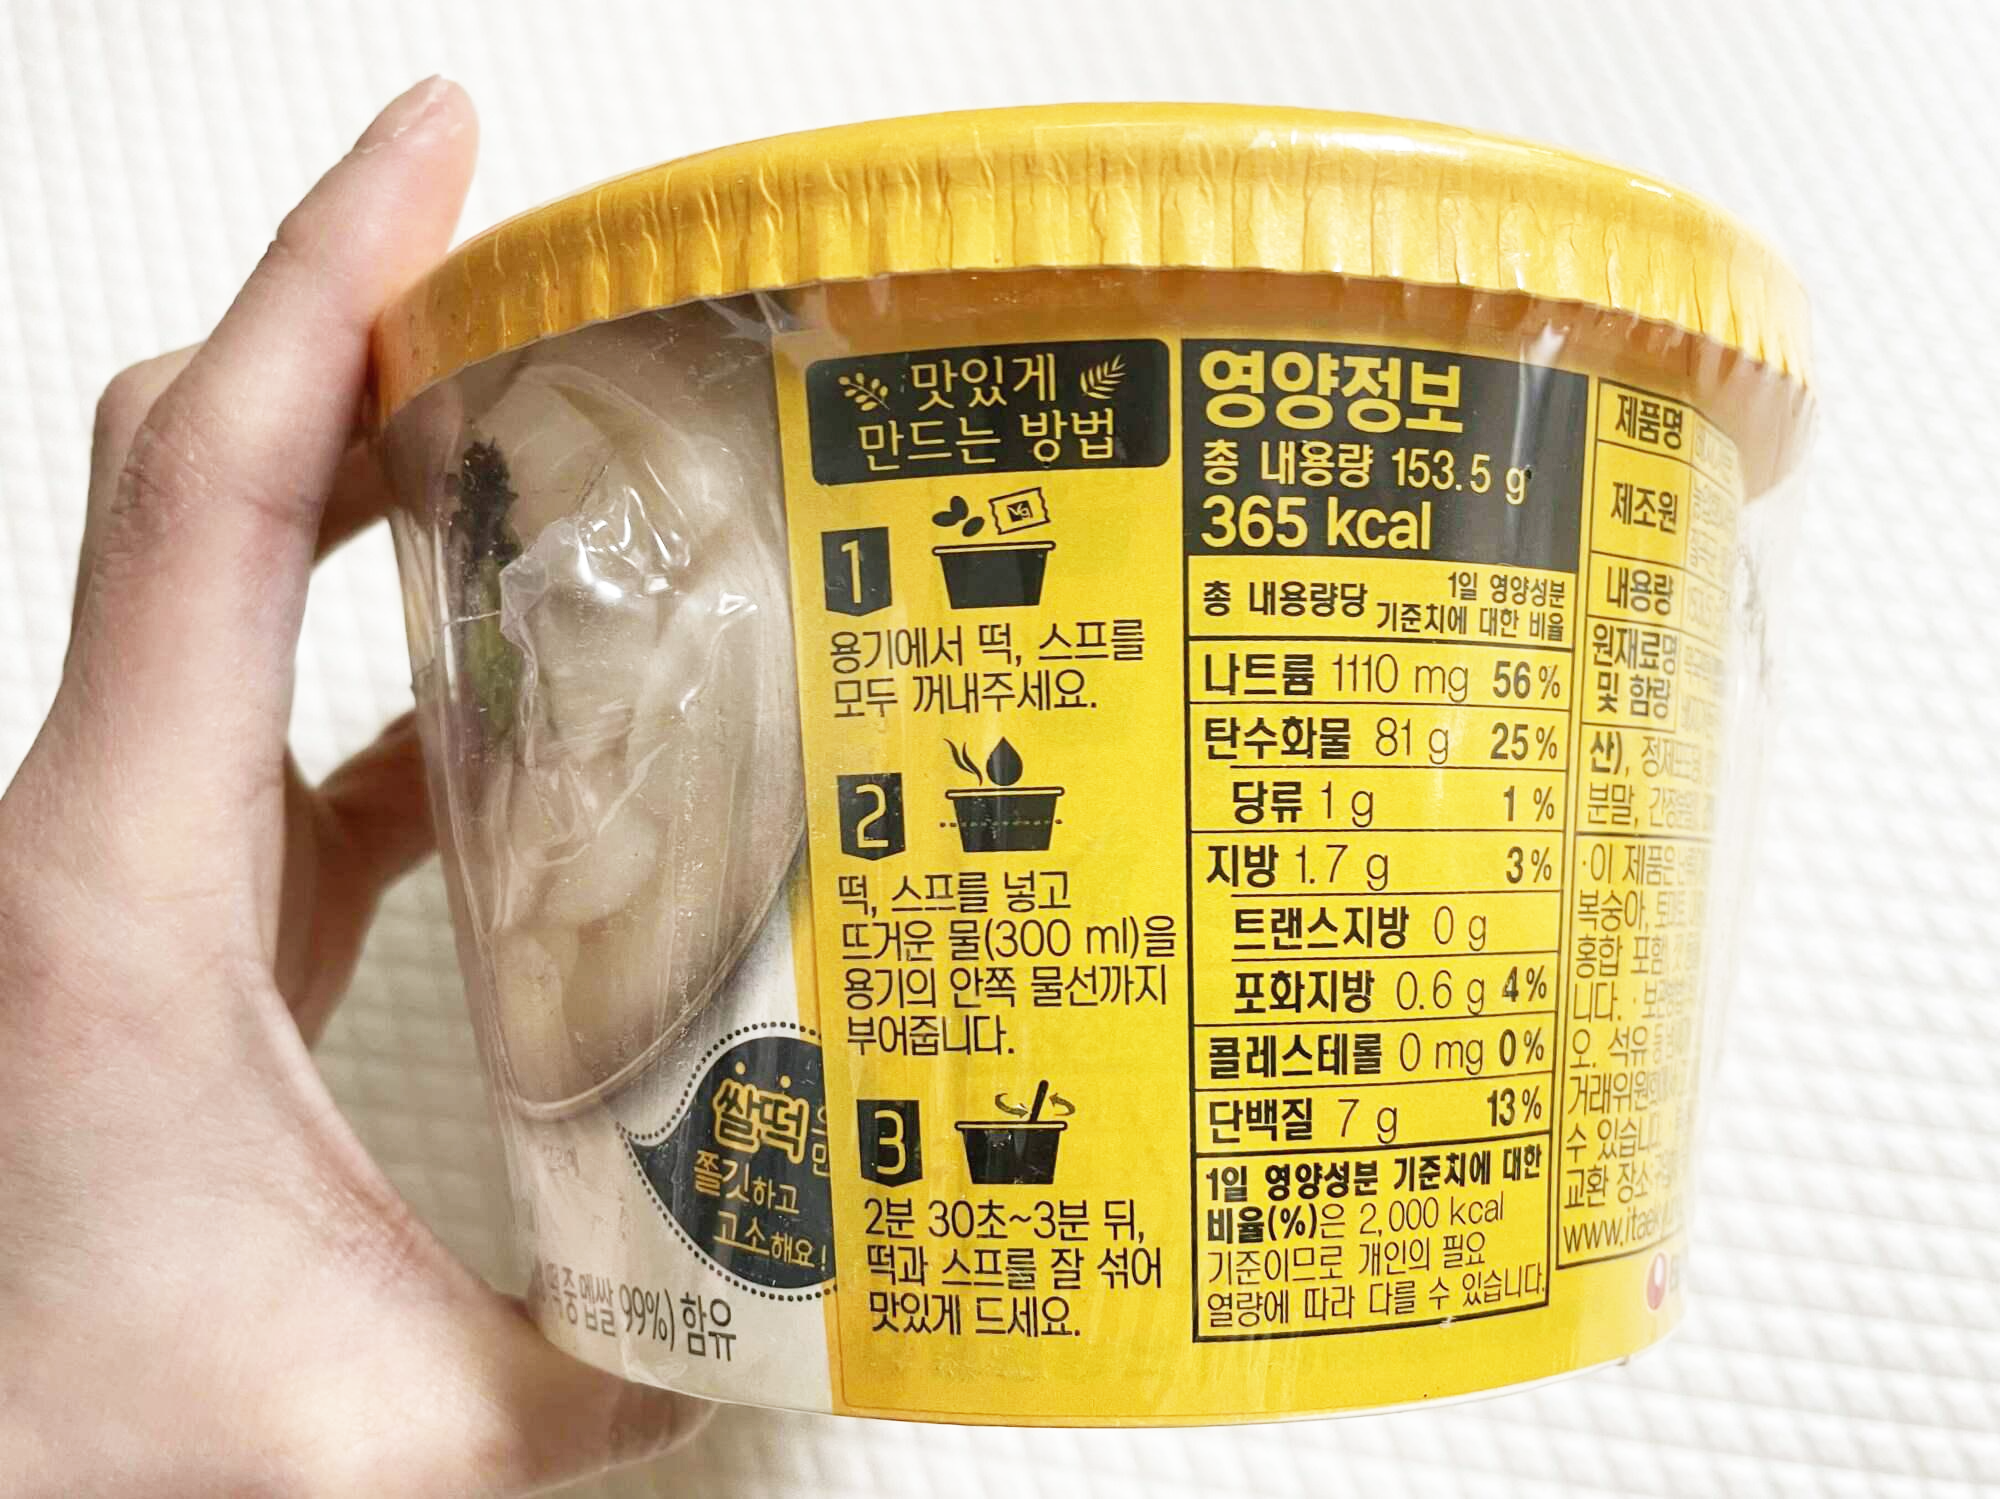 맛있게
만드는 방법
1
용기에서 떡, 스프를
모두 꺼내주세요.
2
떡, 스프를 넣고
뜨거운 물(300 ml)을
용기의 안쪽 물선까지
부어줍니다.
3
2분 30초~3분 뒤,
떡과 스프를 잘 섞어
맛있게 드세요.
쌀떡
쫄깃하고
고소해요!
멥쌀 99%) 함유
영양정보
총 내용량 153.5 g
365 kcal
총 내용량당 1일 영양성분
기준치에 대한 비율
나트륨 1110 mg 56 %
탄수화물 81 g 25 %
당류 1 g 1 %
지방 1.7 g 3 %
트랜스지방 0 g
포화지방 0.6 g 4 %
콜레스테롤 0 mg 0 %
단백질 7 g 13 %
1일 영양성분 기준치에 대한
비율(%)은 2,000 kcal
기준이므로 개인의 필요
열량에 따라 다를 수 있습니다.
제품명
제조원
내용량
원재료명
및 함량
산),
분말,
·이 제품은
복숭아,
혼합
니다.
오. 석유
거래위원회
수 있습니다
교환 장소